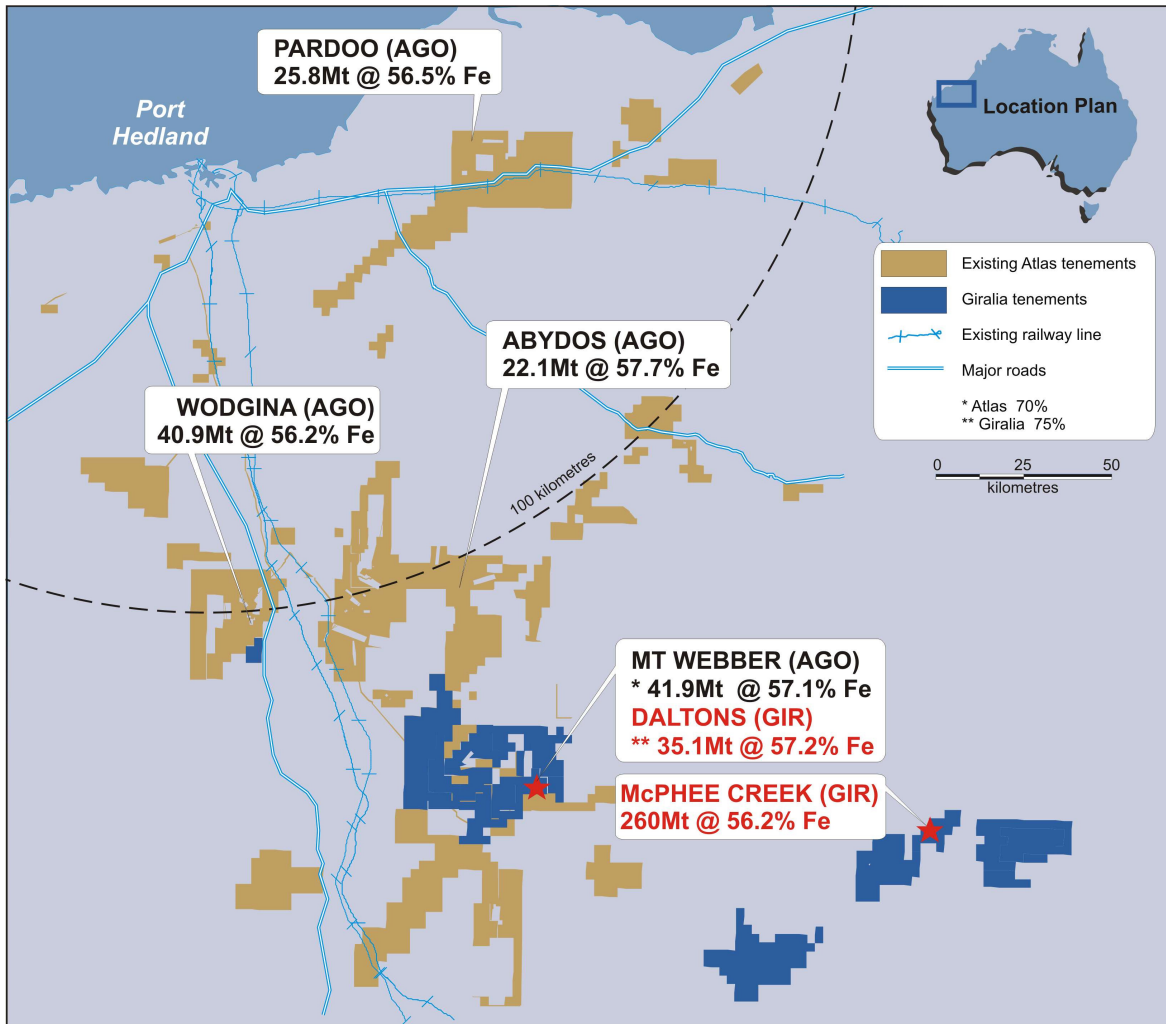 PARDOO (AGO)
25.8Mt @ 56.5% Fe
Port
Hedland
Location Plan
Existing Atlas tenements
Giralia tenements
Existing railway line
Major roads
* Atlas 70%
** Giralia 75%
0 25 50
kilometres
ABYDOS (AGO)
22.1Mt @ 57.7% Fe
WODGINA (AGO)
40.9Mt @ 56.2% Fe
100 kilometres
MT WEBBER (AGO)
* 41.9Mt @ 57.1% Fe
DALTONS (GIR)
** 35.1Mt @ 57.2% Fe
McPHEE CREEK (GIR)
260Mt @ 56.2% Fe